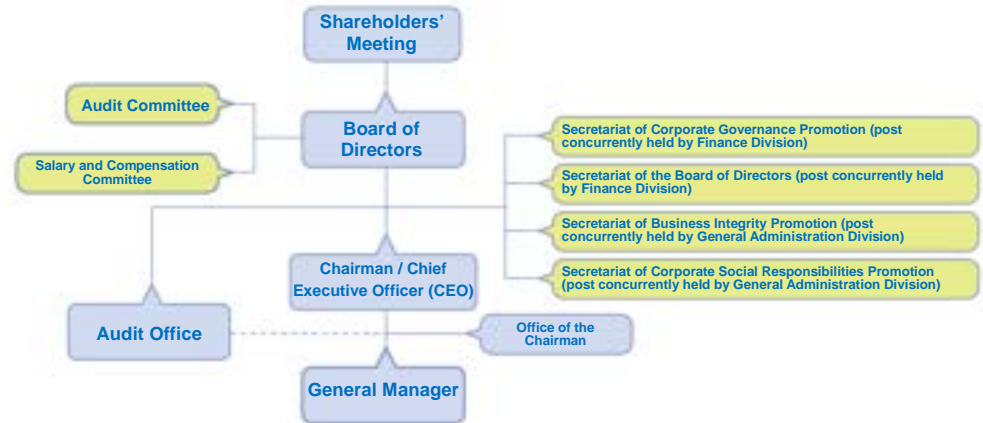 Shareholders'
Meeting
Audit Committee
Board of
Directors
Salary and Compensation
Committee
Secretariat of Corporate Governance Promotion (post
concurrently held by Finance Division)
Secretariat of the Board of Directors (post concurrently held
by Finance Division)
Secretariat of Business Integrity Promotion (post
concurrently held by General Administration Division)
Secretariat of Corporate Social Responsibilities Promotion
(post concurrently held by General Administration Division)
Chairman / Chief
Executive Officer (CEO)
Audit Office
Office of the
Chairman
General Manager